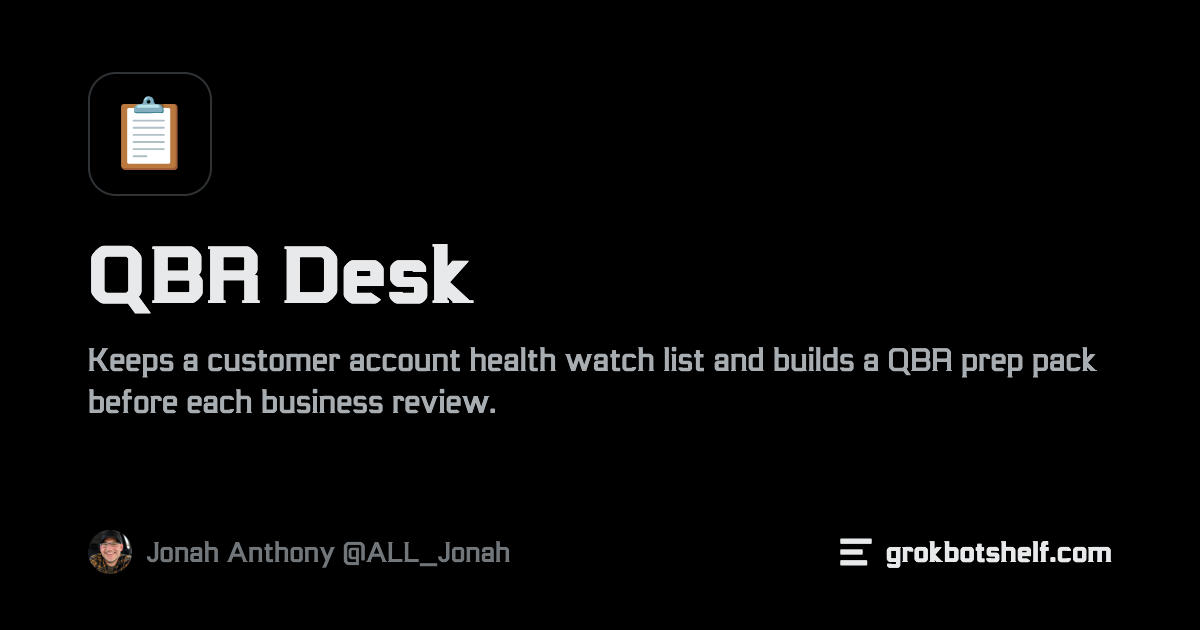 QBR Desk
Keeps a customer account health watch list and builds a QBR prep pack
before each business review.
Jonah Anthony @ALL_Jonah
grokbotshelf.com